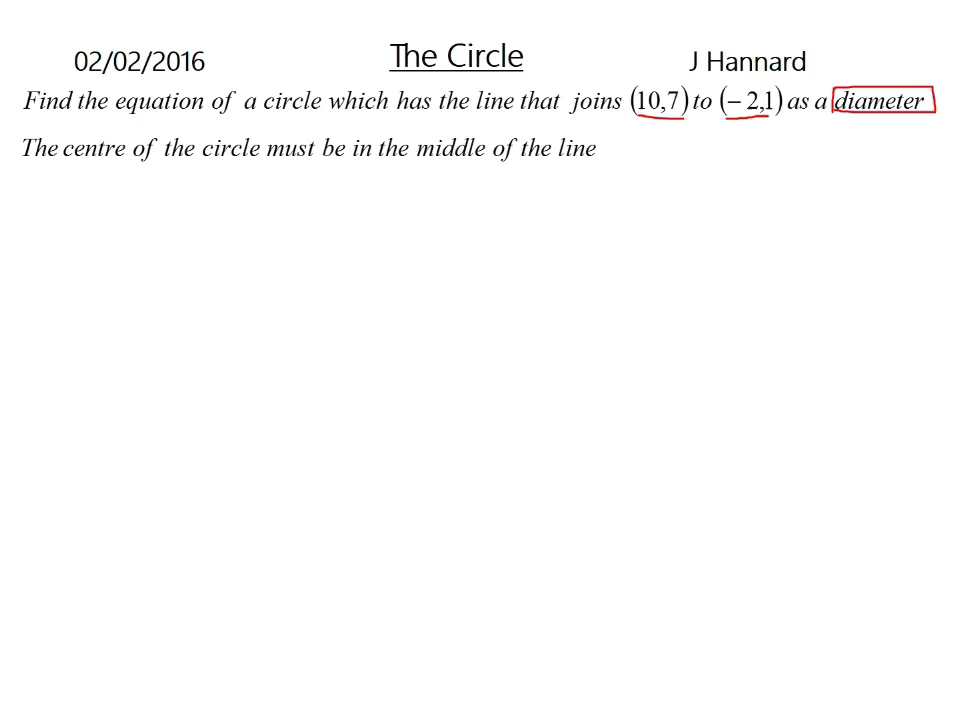 02/02/2016 The Circle J Hannard
Find the equation of a circle which has the line that joins (10,7) to (− 2,1) as a diameter
The centre of the circle must be in the middle of the line